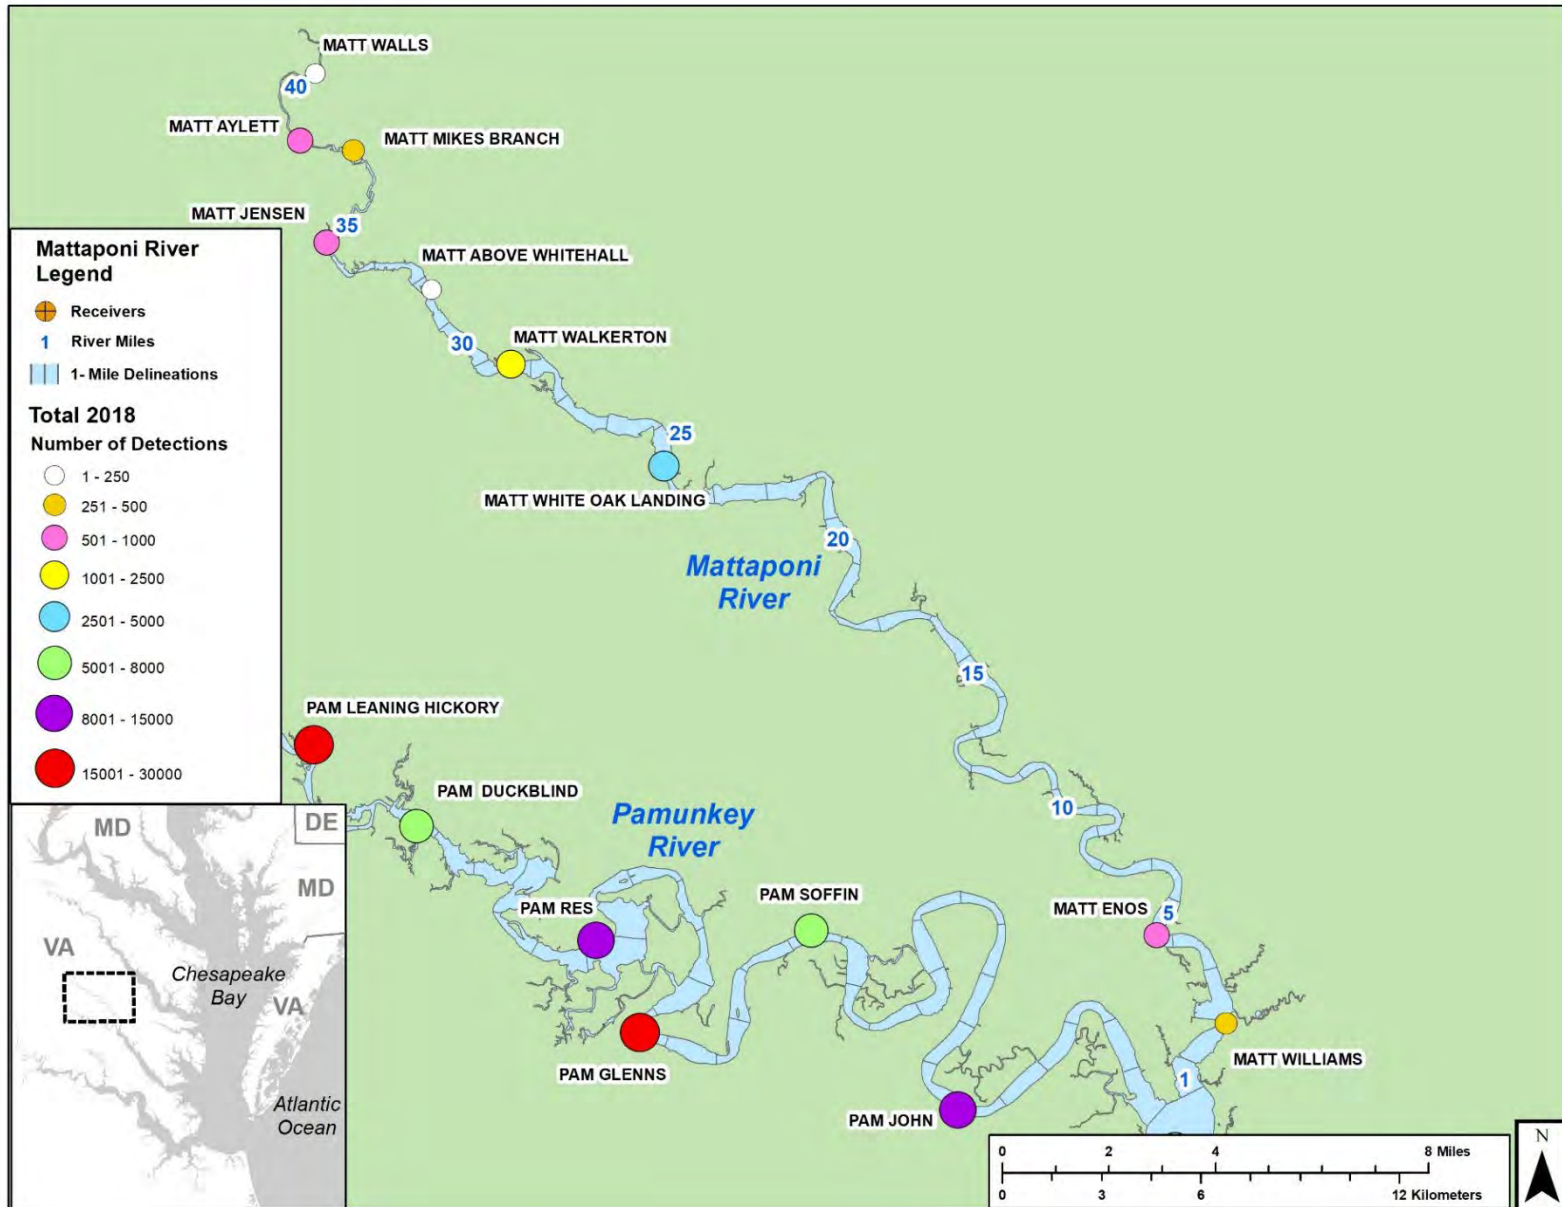 MATT WALLS
40
MATT AYLETT
MATT MIKES BRANCH
MATT JENSEN
35
MATT ABOVE WHITEHALL
30
MATT WALKERTON
25
MATT WHITE OAK LANDING
20
Mattaponi
River
15
10
MATT ENOS
5
MATT WILLIAMS
1
PAM LEANING HICKORY
PAM DUCKBLIND
Pamunkey
River
PAM RES
PAM SOFFIN
PAM GLENNS
PAM JOHN
Mattaponi River
Legend
Receivers
1 River Miles
1- Mile Delineations
Total 2018
Number of Detections
1 - 250
251 - 500
501 - 1000
1001 - 2500
2501 - 5000
5001 - 8000
8001 - 15000
15001 - 30000
MD
DE
MD
VA
Chesapeake
Bay
VA
Atlantic
Ocean
0 2 4 8 Miles
0 3 6 12 Kilometers
N